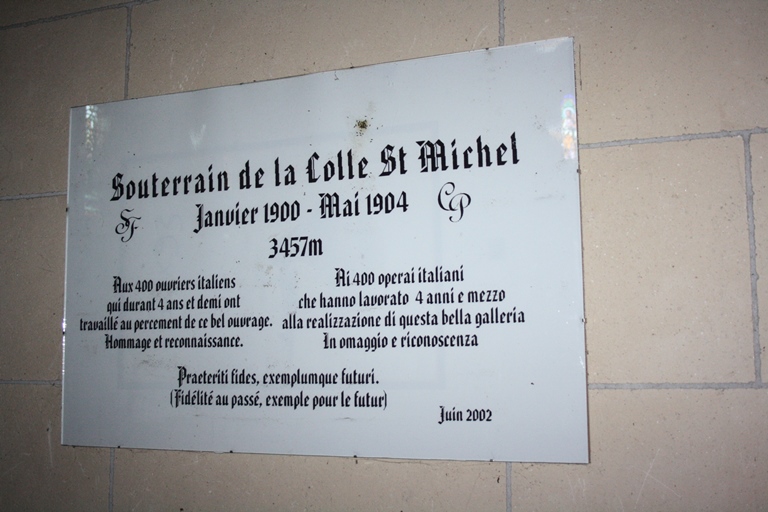 Souterrain de la Colle St Michel
Janvier 1900 - Mai 1904
SF
CP
3457m
Aux 400 ouvriers italiens
qui durant 4 ans et demi ont
travaillé au percement de ce bel ouvrage.
Hommage et reconnaissance.
Ai 400 operai italiani
che hanno lavorato 4 anni e mezzo
alla realizzazione di questa bella galleria
In omaggio e riconoscenza
Praeteriti fides, exemplumque futuri.
(Fidélité au passé, exemple pour le futur)
Juin 2002